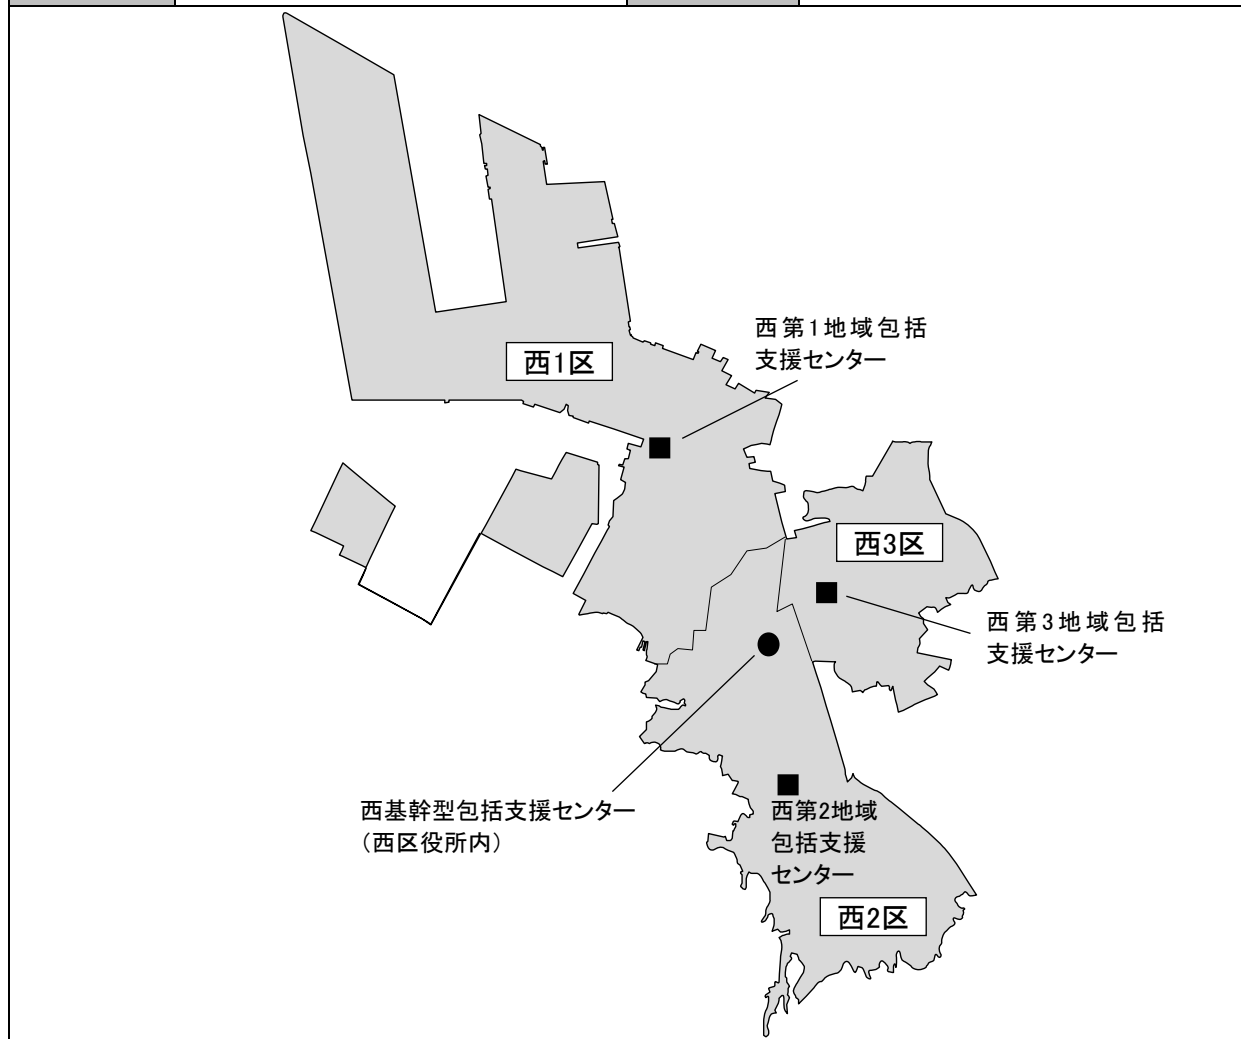 西第1地域包括
支援センター
西1区
西3区
西第3地域包括
支援センター
西基幹型包括支援センター
（西区役所内）
西第2地域
包括支援
センター
西2区